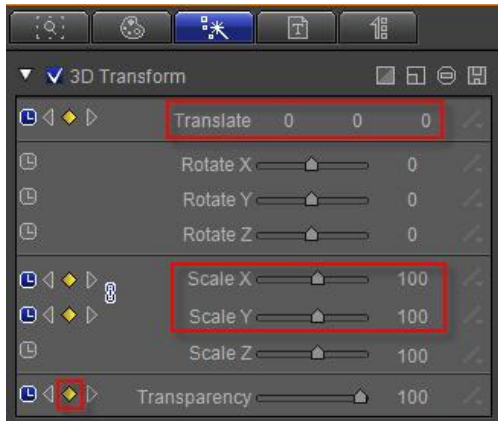 3D Transform
Translate 0 0 0
Rotate X 0
Rotate Y 0
Rotate Z 0
Scale X 100
Scale Y 100
Scale Z 100
Transparency 100